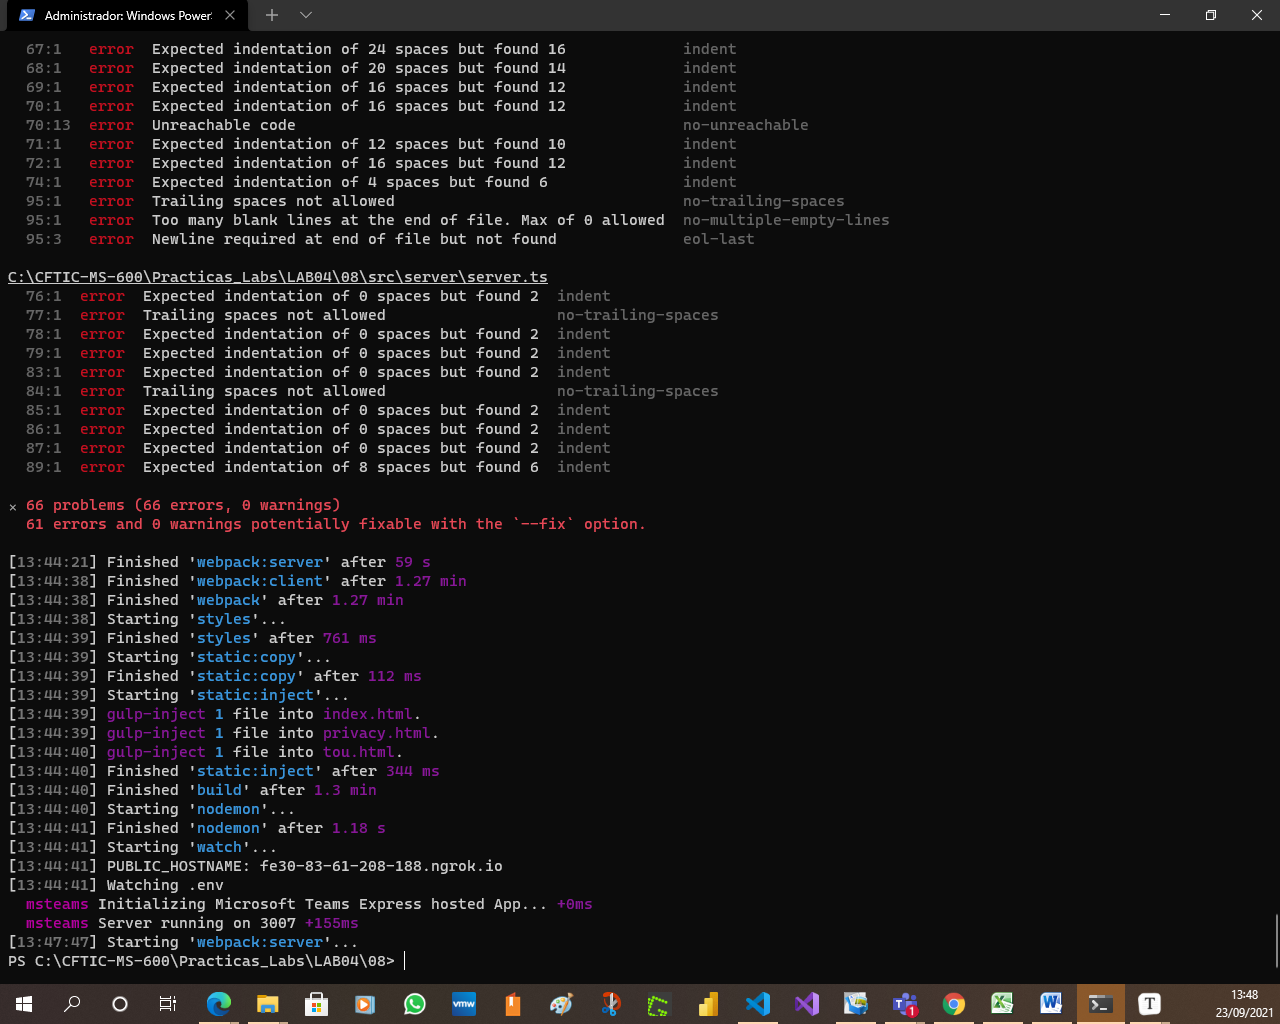 Administrador: Windows Power
67:1 error Expected indentation of 24 spaces but found 16 indent
68:1 error Expected indentation of 20 spaces but found 14 indent
69:1 error Expected indentation of 16 spaces but found 12 indent
70:1 error Expected indentation of 16 spaces but found 12 indent
70:13 error Unreachable code no-unreachable
71:1 error Expected indentation of 12 spaces but found 10 indent
72:1 error Expected indentation of 16 spaces but found 12 indent
74:1 error Expected indentation of 4 spaces but found 6 indent
95:1 error Trailing spaces not allowed no-trailing-spaces
95:1 error Too many blank lines at the end of file. Max of 0 allowed no-multiple-empty-lines
95:3 error Newline required at end of file but not found eol-last
C:\CFTIC-MS-600\Practicas_Labs\LAB04\08\src\server\server.ts
76:1 error Expected indentation of 0 spaces but found 2 indent
77:1 error Trailing spaces not allowed no-trailing-spaces
78:1 error Expected indentation of 0 spaces but found 2 indent
79:1 error Expected indentation of 0 spaces but found 2 indent
83:1 error Expected indentation of 0 spaces but found 2 indent
84:1 error Trailing spaces not allowed no-trailing-spaces
85:1 error Expected indentation of 0 spaces but found 2 indent
86:1 error Expected indentation of 0 spaces but found 2 indent
87:1 error Expected indentation of 0 spaces but found 2 indent
89:1 error Expected indentation of 8 spaces but found 6 indent
× 66 problems (66 errors, 0 warnings)
61 errors and 0 warnings potentially fixable with the `--fix` option.
[13:44:21] Finished 'webpack:server' after 59 s
[13:44:38] Finished 'webpack:client' after 1.27 min
[13:44:38] Finished 'webpack' after 1.27 min
[13:44:38] Starting 'styles'...
[13:44:39] Finished 'styles' after 761 ms
[13:44:39] Starting 'static:copy'...
[13:44:39] Finished 'static:copy' after 112 ms
[13:44:39] Starting 'static:inject'...
[13:44:39] gulp-inject 1 file into index.html.
[13:44:39] gulp-inject 1 file into privacy.html.
[13:44:40] gulp-inject 1 file into tou.html.
[13:44:40] Finished 'static:inject' after 344 ms
[13:44:40] Finished 'build' after 1.3 min
[13:44:40] Starting 'nodemon'...
[13:44:41] Finished 'nodemon' after 1.18 s
[13:44:41] Starting 'watch'...
[13:44:41] PUBLIC_HOSTNAME: fe30-83-61-208-188.ngrok.io
[13:44:41] Watching .env
msteams Initializing Microsoft Teams Express hosted App... +0ms
msteams Server running on 3007 +155ms
[13:47:47] Starting 'webpack:server'...
PS C:\CFTIC-MS-600\Practicas_Labs\LAB04\08>
vmw
T
1
X
W
T
13:48
23/09/2021